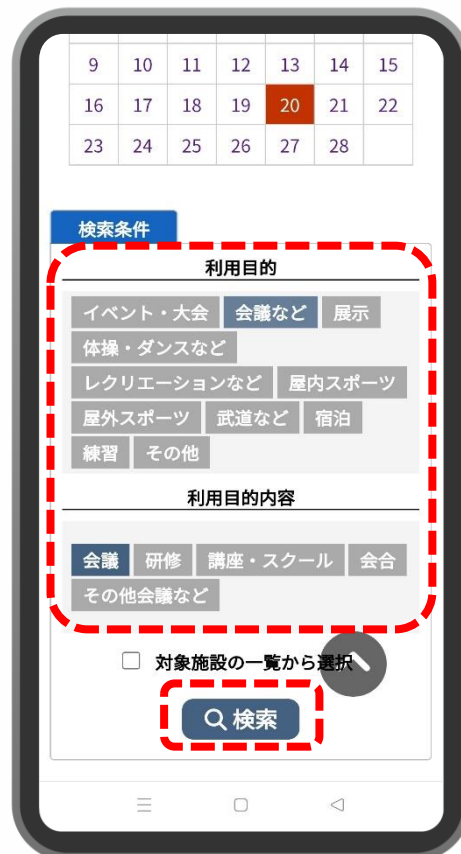 9 10 11 12 13 14 15
16 17 18 19 20 21 22
23 24 25 26 27 28
検索条件
利用目的
イベント・大会 会議など 展示
体操・ダンスなど
レクリエーションなど 屋内スポーツ
屋外スポーツ 武道など 宿泊
練習 その他
利用目的内容
会議 研修 講座・スクール 会合
その他会議など
対象施設の一覧から選択
検索